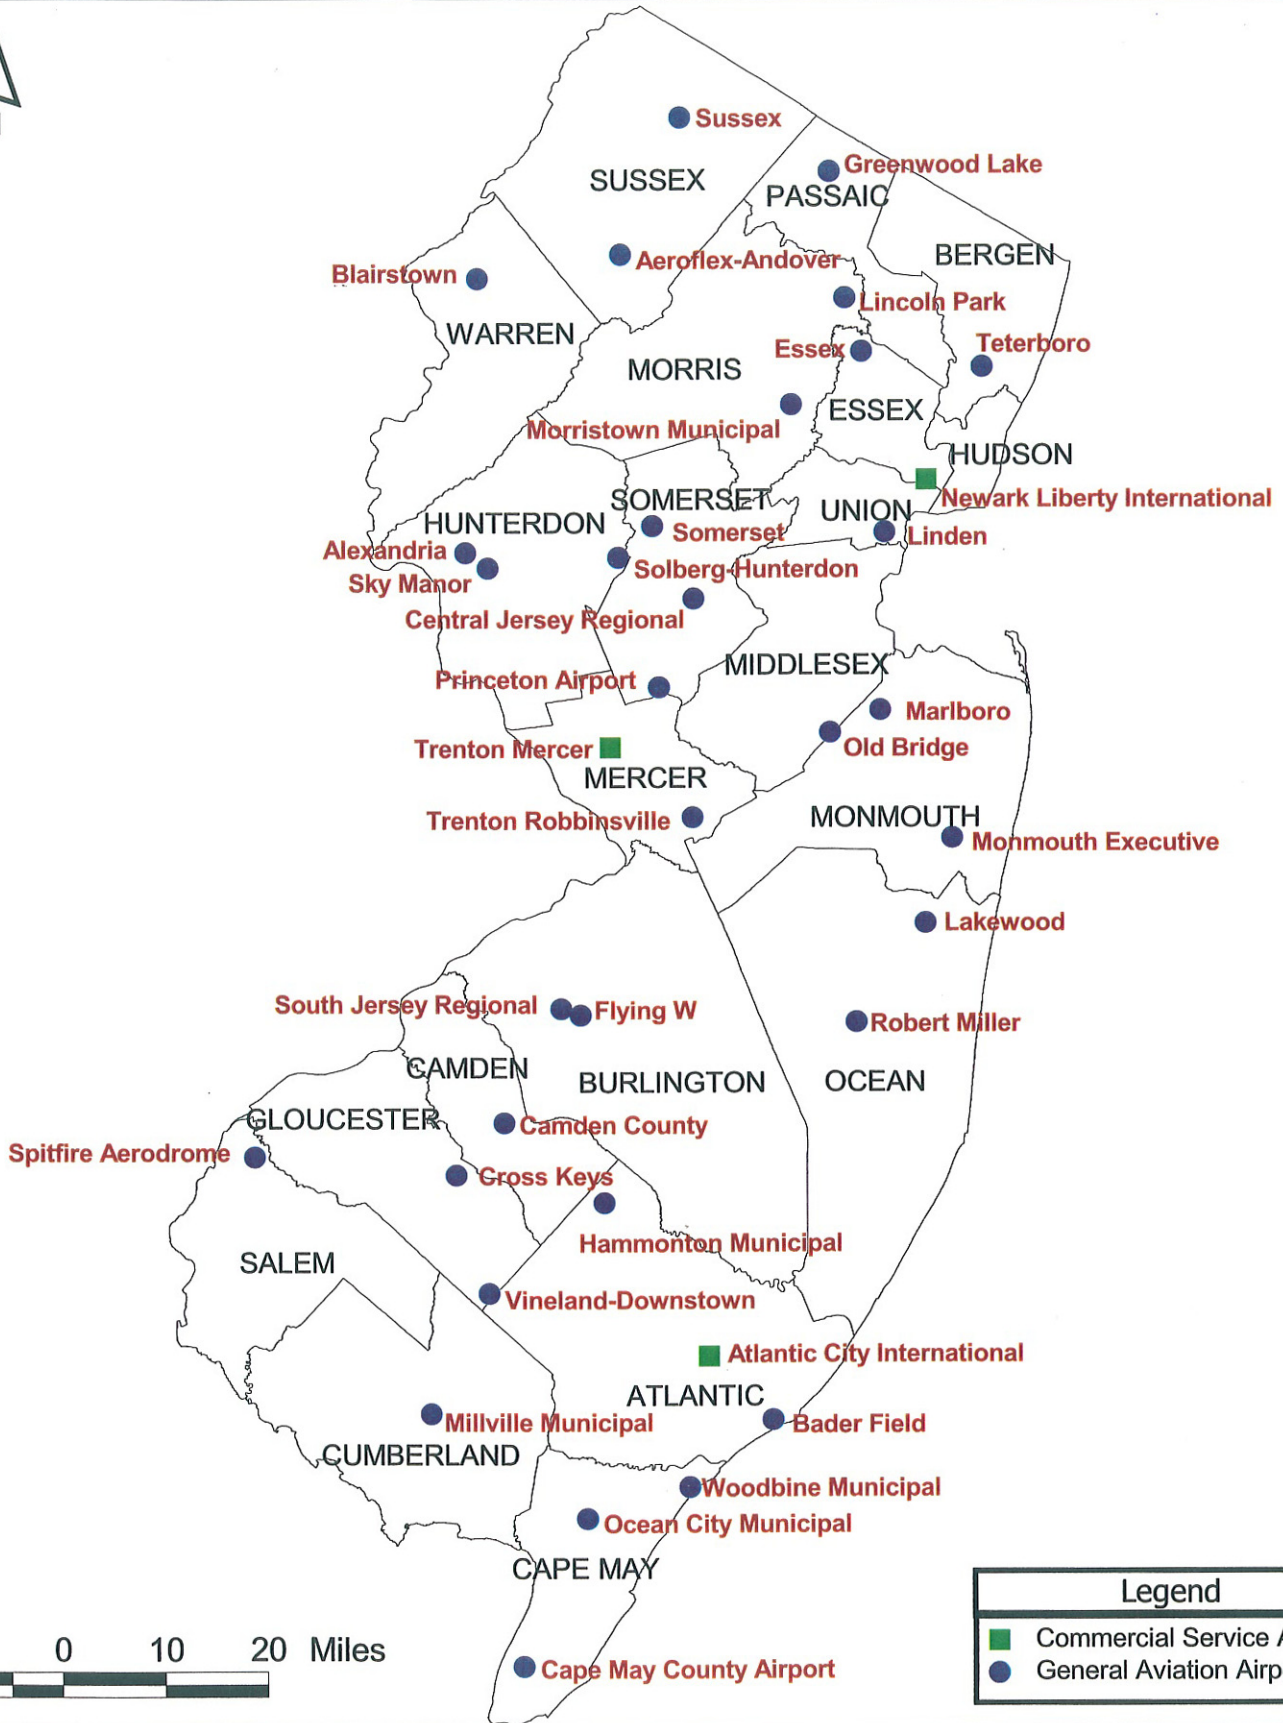 Sussex
SUSSEX
Greenwood Lake
PASSAIC
BERGEN
Aeroflex-Andover
Blairstown
Lincoln Park
WARREN
Essex
Teterboro
MORRIS
ESSEX
Morristown Municipal
HUDSON
SOMERSET
Newark Liberty International
UNION
HUNTERDON
Somerset
Linden
Alexandria
Sky Manor
Solberg-Hunterdon
Central Jersey Regional
MIDDLESEX
Princeton Airport
Marlboro
Trenton Mercer
Old Bridge
MERCER
Trenton Robbinsville
MONMOUTH
Monmouth Executive
Lakewood
South Jersey Regional
Flying W
Robert Miller
CAMDEN
BURLINGTON
OCEAN
GLOUCESTER
Camden County
Spitfire Aerodrome
Cross Keys
Hammonton Municipal
SALEM
Vineland-Downstown
Atlantic City International
ATLANTIC
Millville Municipal
Bader Field
CUMBERLAND
Woodbine Municipal
Ocean City Municipal
CAPE MAY
Legend
Commercial Service
General Aviation
0 10 20 Miles
Cape May County Airport